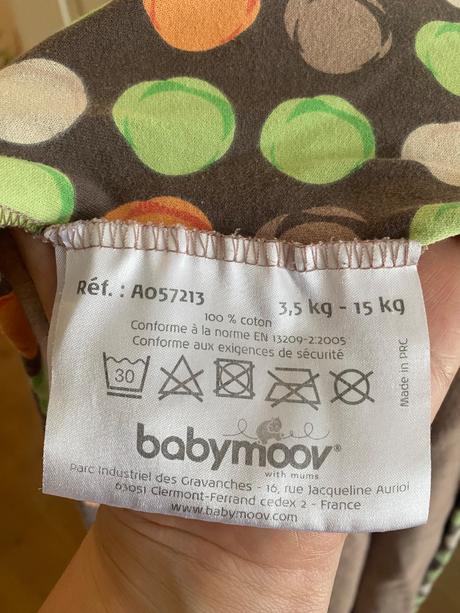 Réf. : A057213 3,5 kg - 15 kg
100 % coton
Conforme à la norme EN 13209-2:2005
Conforme aux exigences de sécurité
Made in PRC
30
babymoov®
with mums
Parc Industriel des Gravanches - 16, rue Jacqueline Auriol
63051 Clermont-Ferrand cedex 2 - France
www.babymoov.com